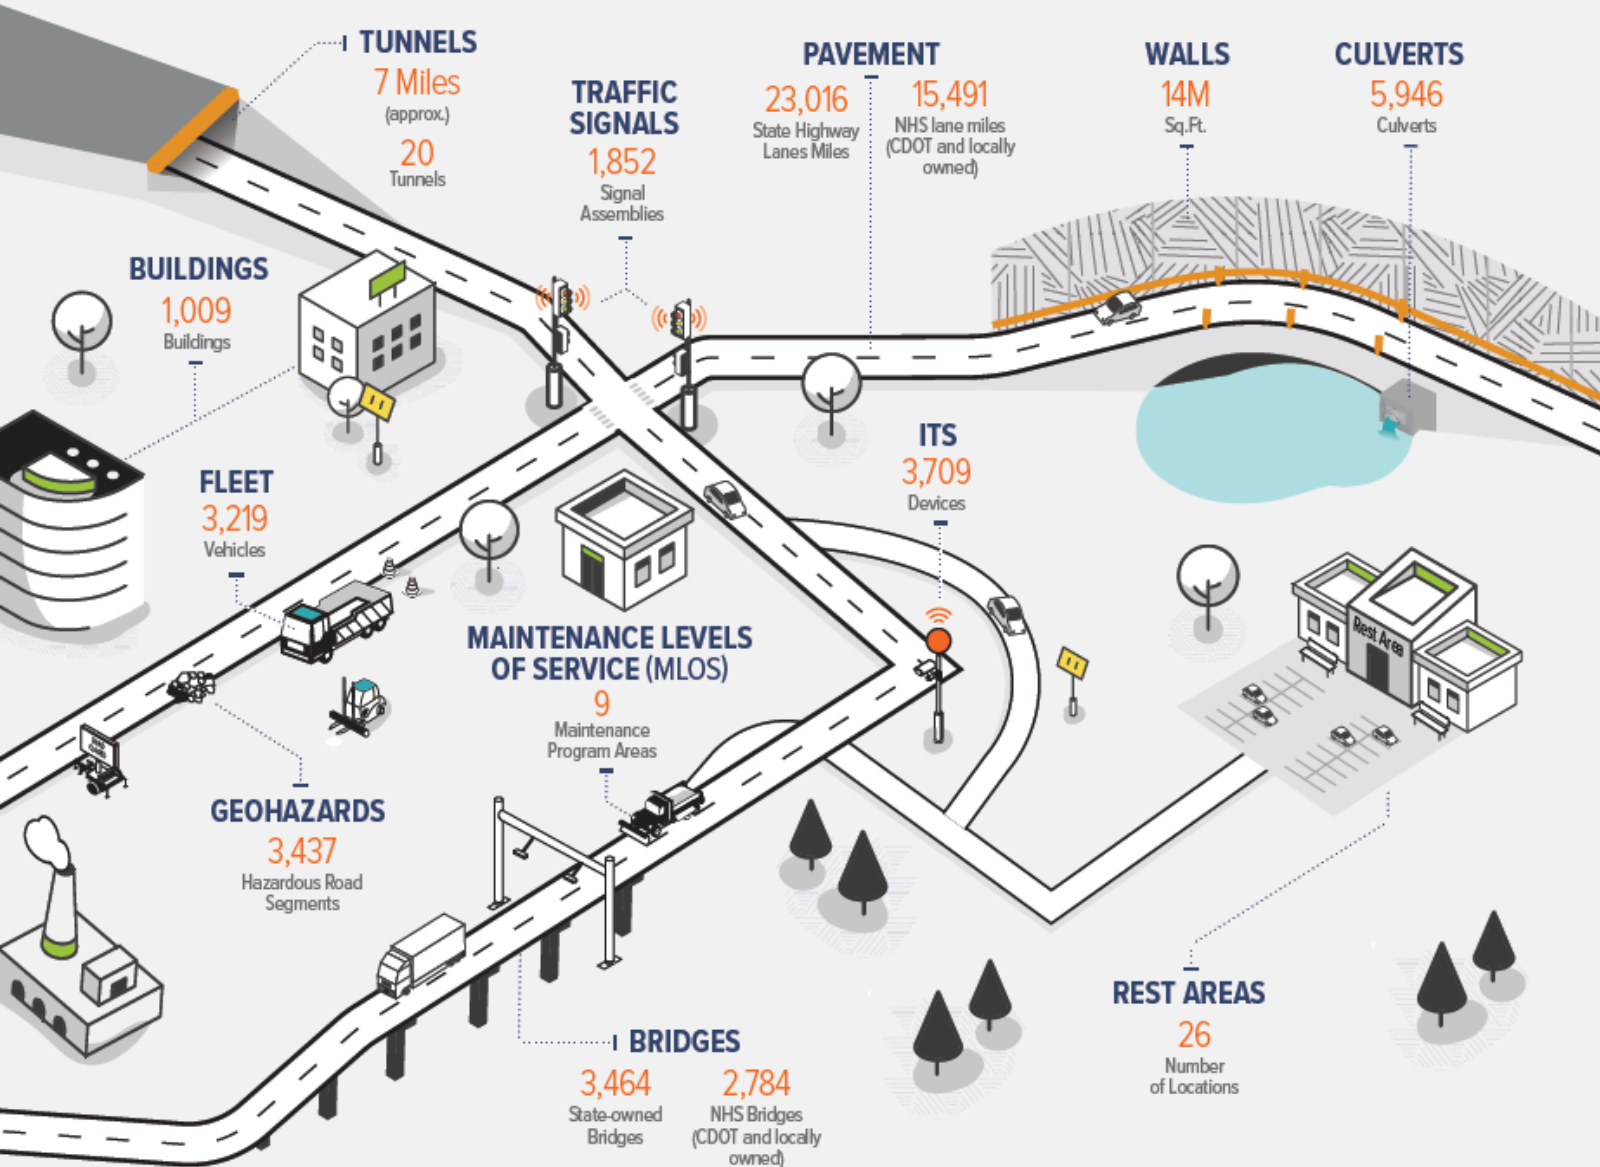 TUNNELS
7 Miles
(approx.)
20
Tunnels
TRAFFIC
SIGNALS
1,852
Signal
Assemblies
PAVEMENT
23,016
State Highway
Lanes Miles
15,491
NHS lane miles
(CDOT and locally
owned)
WALLS
14M
Sq.Ft.
CULVERTS
5,946
Culverts
BUILDINGS
1,009
Buildings
FLEET
3,219
Vehicles
ITS
3,709
Devices
MAINTENANCE LEVELS
OF SERVICE (MLOS)
9
Maintenance
Program Areas
Rest Area
GEOHAZARDS
3,437
Hazardous Road
Segments
BRIDGES
3,464
State-owned
Bridges
2,784
NHS Bridges
(CDOT and locally
owned)
REST AREAS
26
Number
of Locations